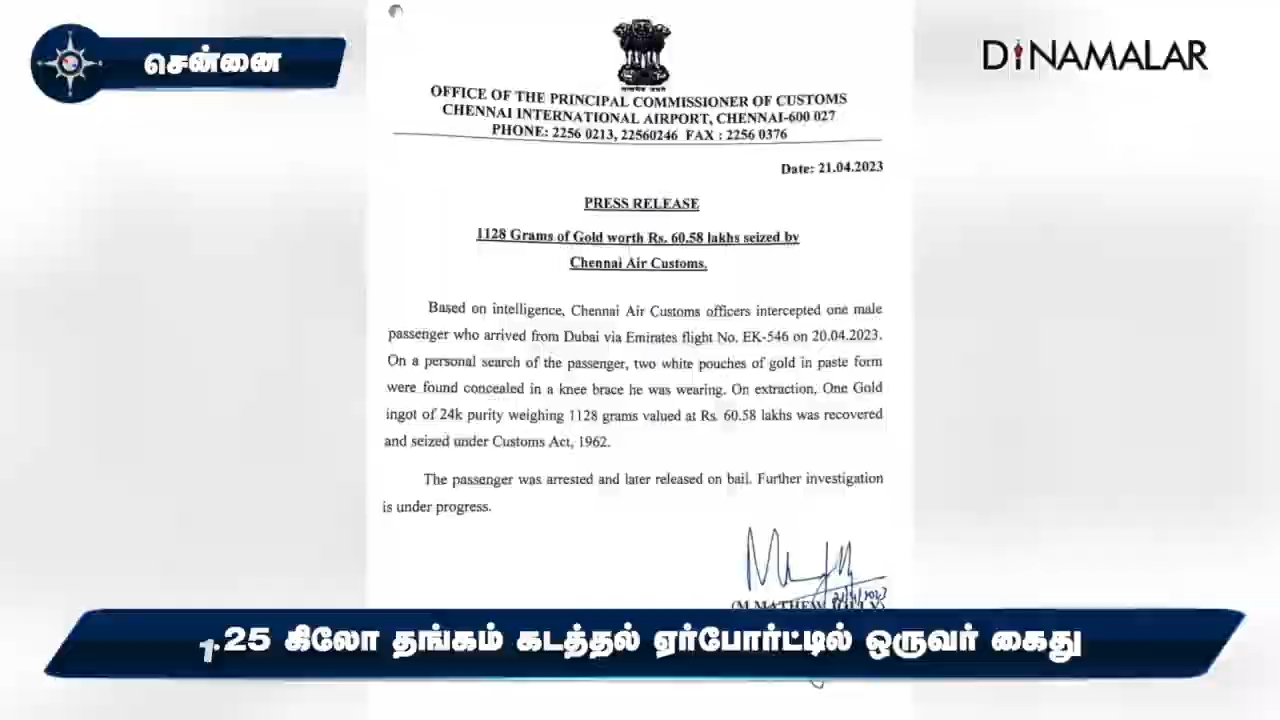 சென்னை
DINAMALAR
सत्यमेव जयते
OFFICE OF THE PRINCIPAL COMMISSIONER OF CUSTOMS
CHENNAI INTERNATIONAL AIRPORT, CHENNAI-600 027
PHONE: 2256 0213, 22560246 FAX : 2256 0376
Date: 21.04.2023
PRESS RELEASE
1128 Grams of Gold worth Rs. 60.58 lakhs seized by
Chennai Air Customs.
Based on intelligence, Chennai Air Customs officers intercepted one male
passenger who arrived from Dubai via Emirates flight No. EK-546 on 20.04.2023.
On a personal search of the passenger, two white pouches of gold in paste form
were found concealed in a knee brace he was wearing. On extraction, One Gold
ingot of 24k purity weighing 1128 grams valued at Rs. 60.58 lakhs was recovered
and seized under Customs Act, 1962.
The passenger was arrested and later released on bail. Further investigation
is under progress.
21/4/2023
(M.MATHEW
1.25 கிலோ தங்கம் கடத்தல் ஏர்போர்ட்டில் ஒருவர் கைது